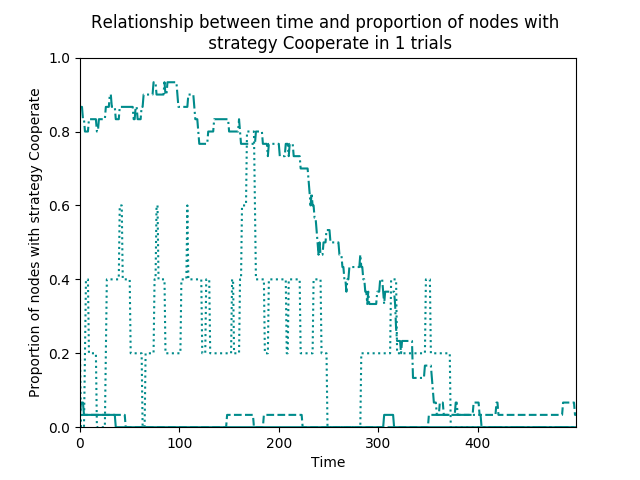 Relationship between time and proportion of nodes with
strategy Cooperate in 1 trials
Proportion of nodes with strategy Cooperate
1.0
0.8
0.6
0.4
0.2
0.0
0
100
200
300
400
Time